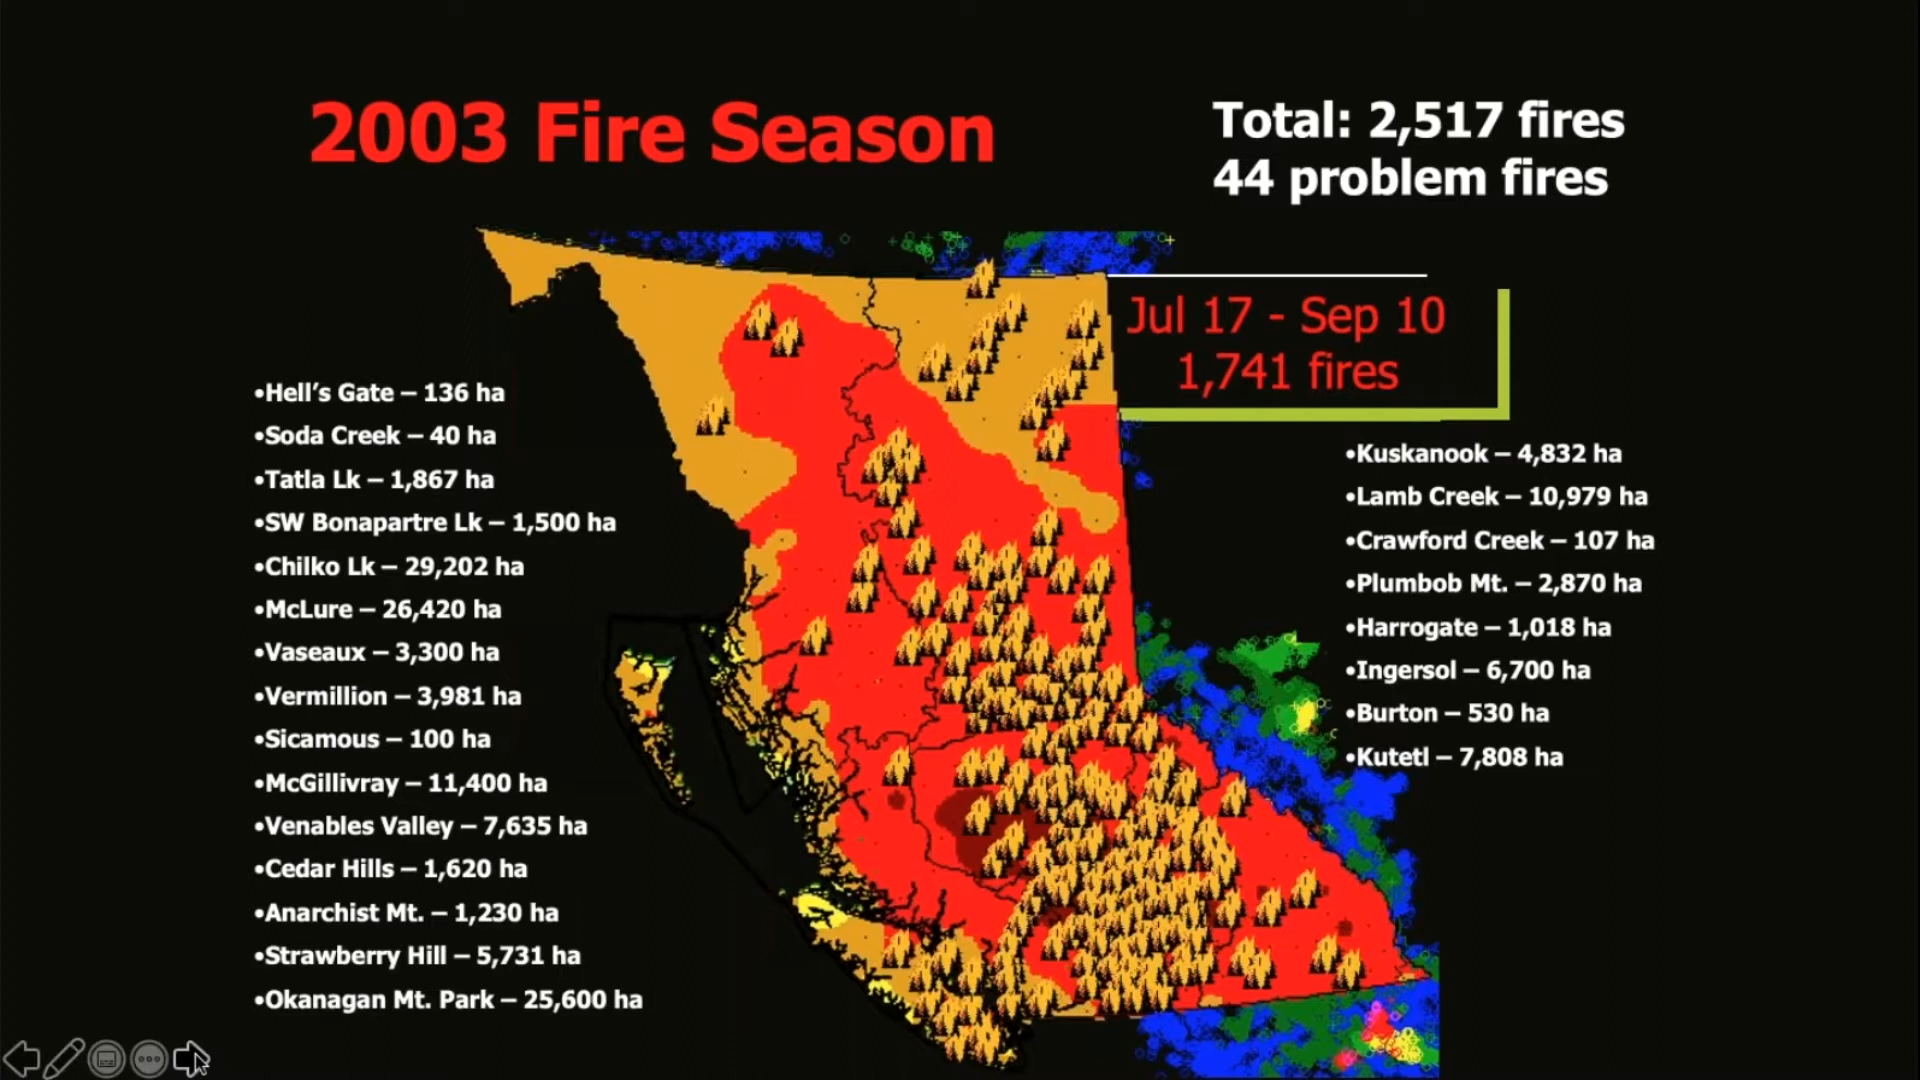 2003 Fire Season
Total: 2,517 fires
44 problem fires
Jul 17 - Sep 10
1,741 fires
•Hell’s Gate – 136 ha
•Soda Creek – 40 ha
•Tatla Lk – 1,867 ha
•SW Bonapartre Lk – 1,500 ha
•Chilko Lk – 29,202 ha
•McLure – 26,420 ha
•Vaseaux – 3,300 ha
•Vermillion – 3,981 ha
•Sicamous – 100 ha
•McGillivray – 11,400 ha
•Venables Valley – 7,635 ha
•Cedar Hills – 1,620 ha
•Anarchist Mt. – 1,230 ha
•Strawberry Hill – 5,731 ha
•Okanagan Mt. Park – 25,600 ha
•Kuskanook – 4,832 ha
•Lamb Creek – 10,979 ha
•Crawford Creek – 107 ha
•Plumbob Mt. – 2,870 ha
•Harrogate – 1,018 ha
•Ingersol – 6,700 ha
•Burton – 530 ha
•Kutetl – 7,808 ha